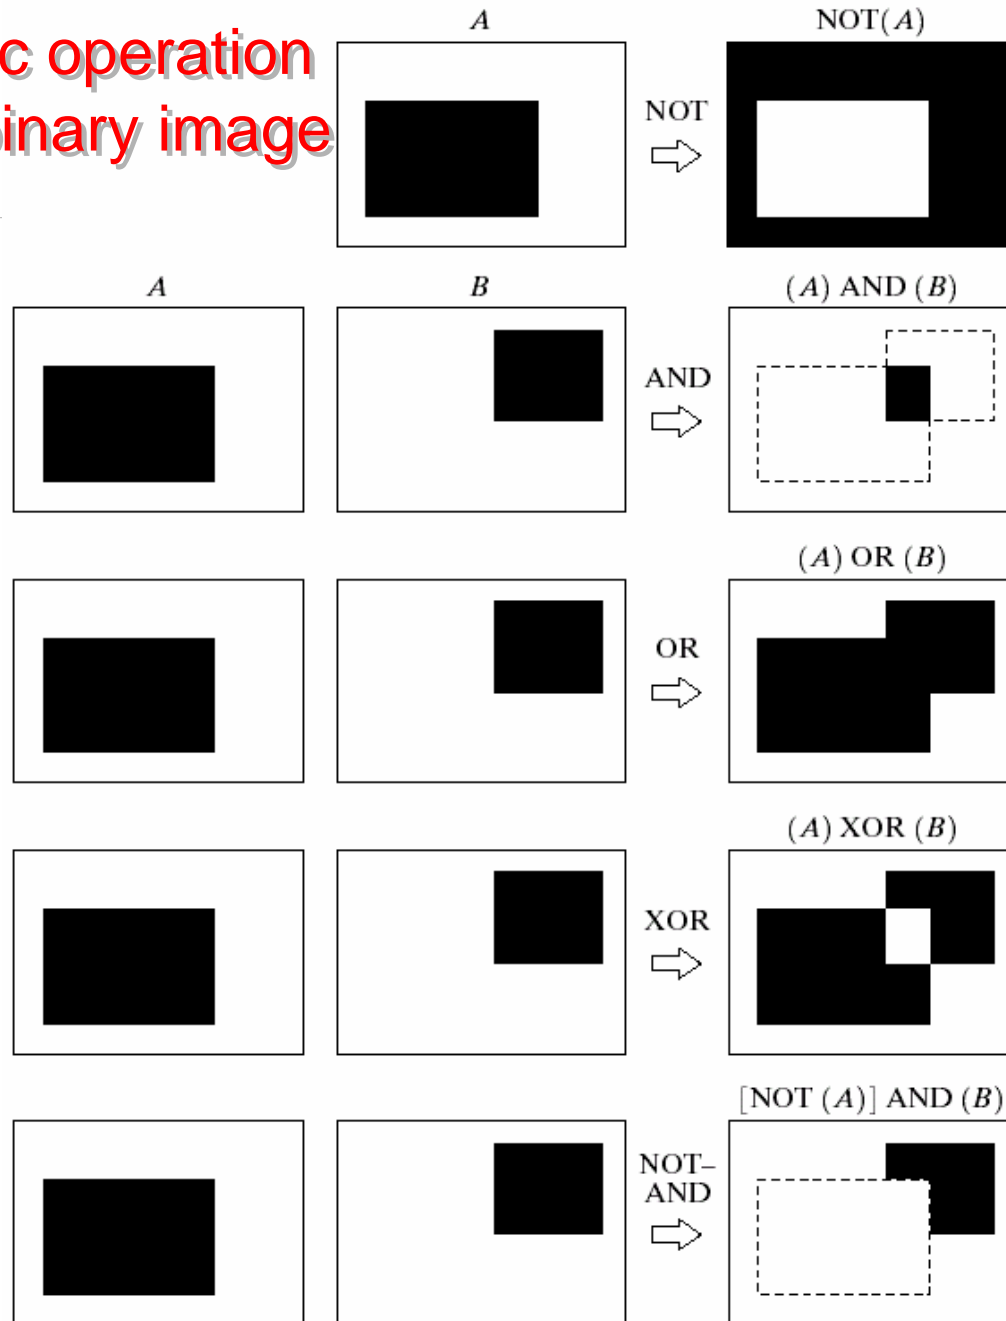 c operation
inary image
A
NOT(A)
NOT
A
B
(A) AND (B)
AND
(A) OR (B)
OR
(A) XOR (B)
XOR
[NOT (A)] AND (B)
NOT–
AND